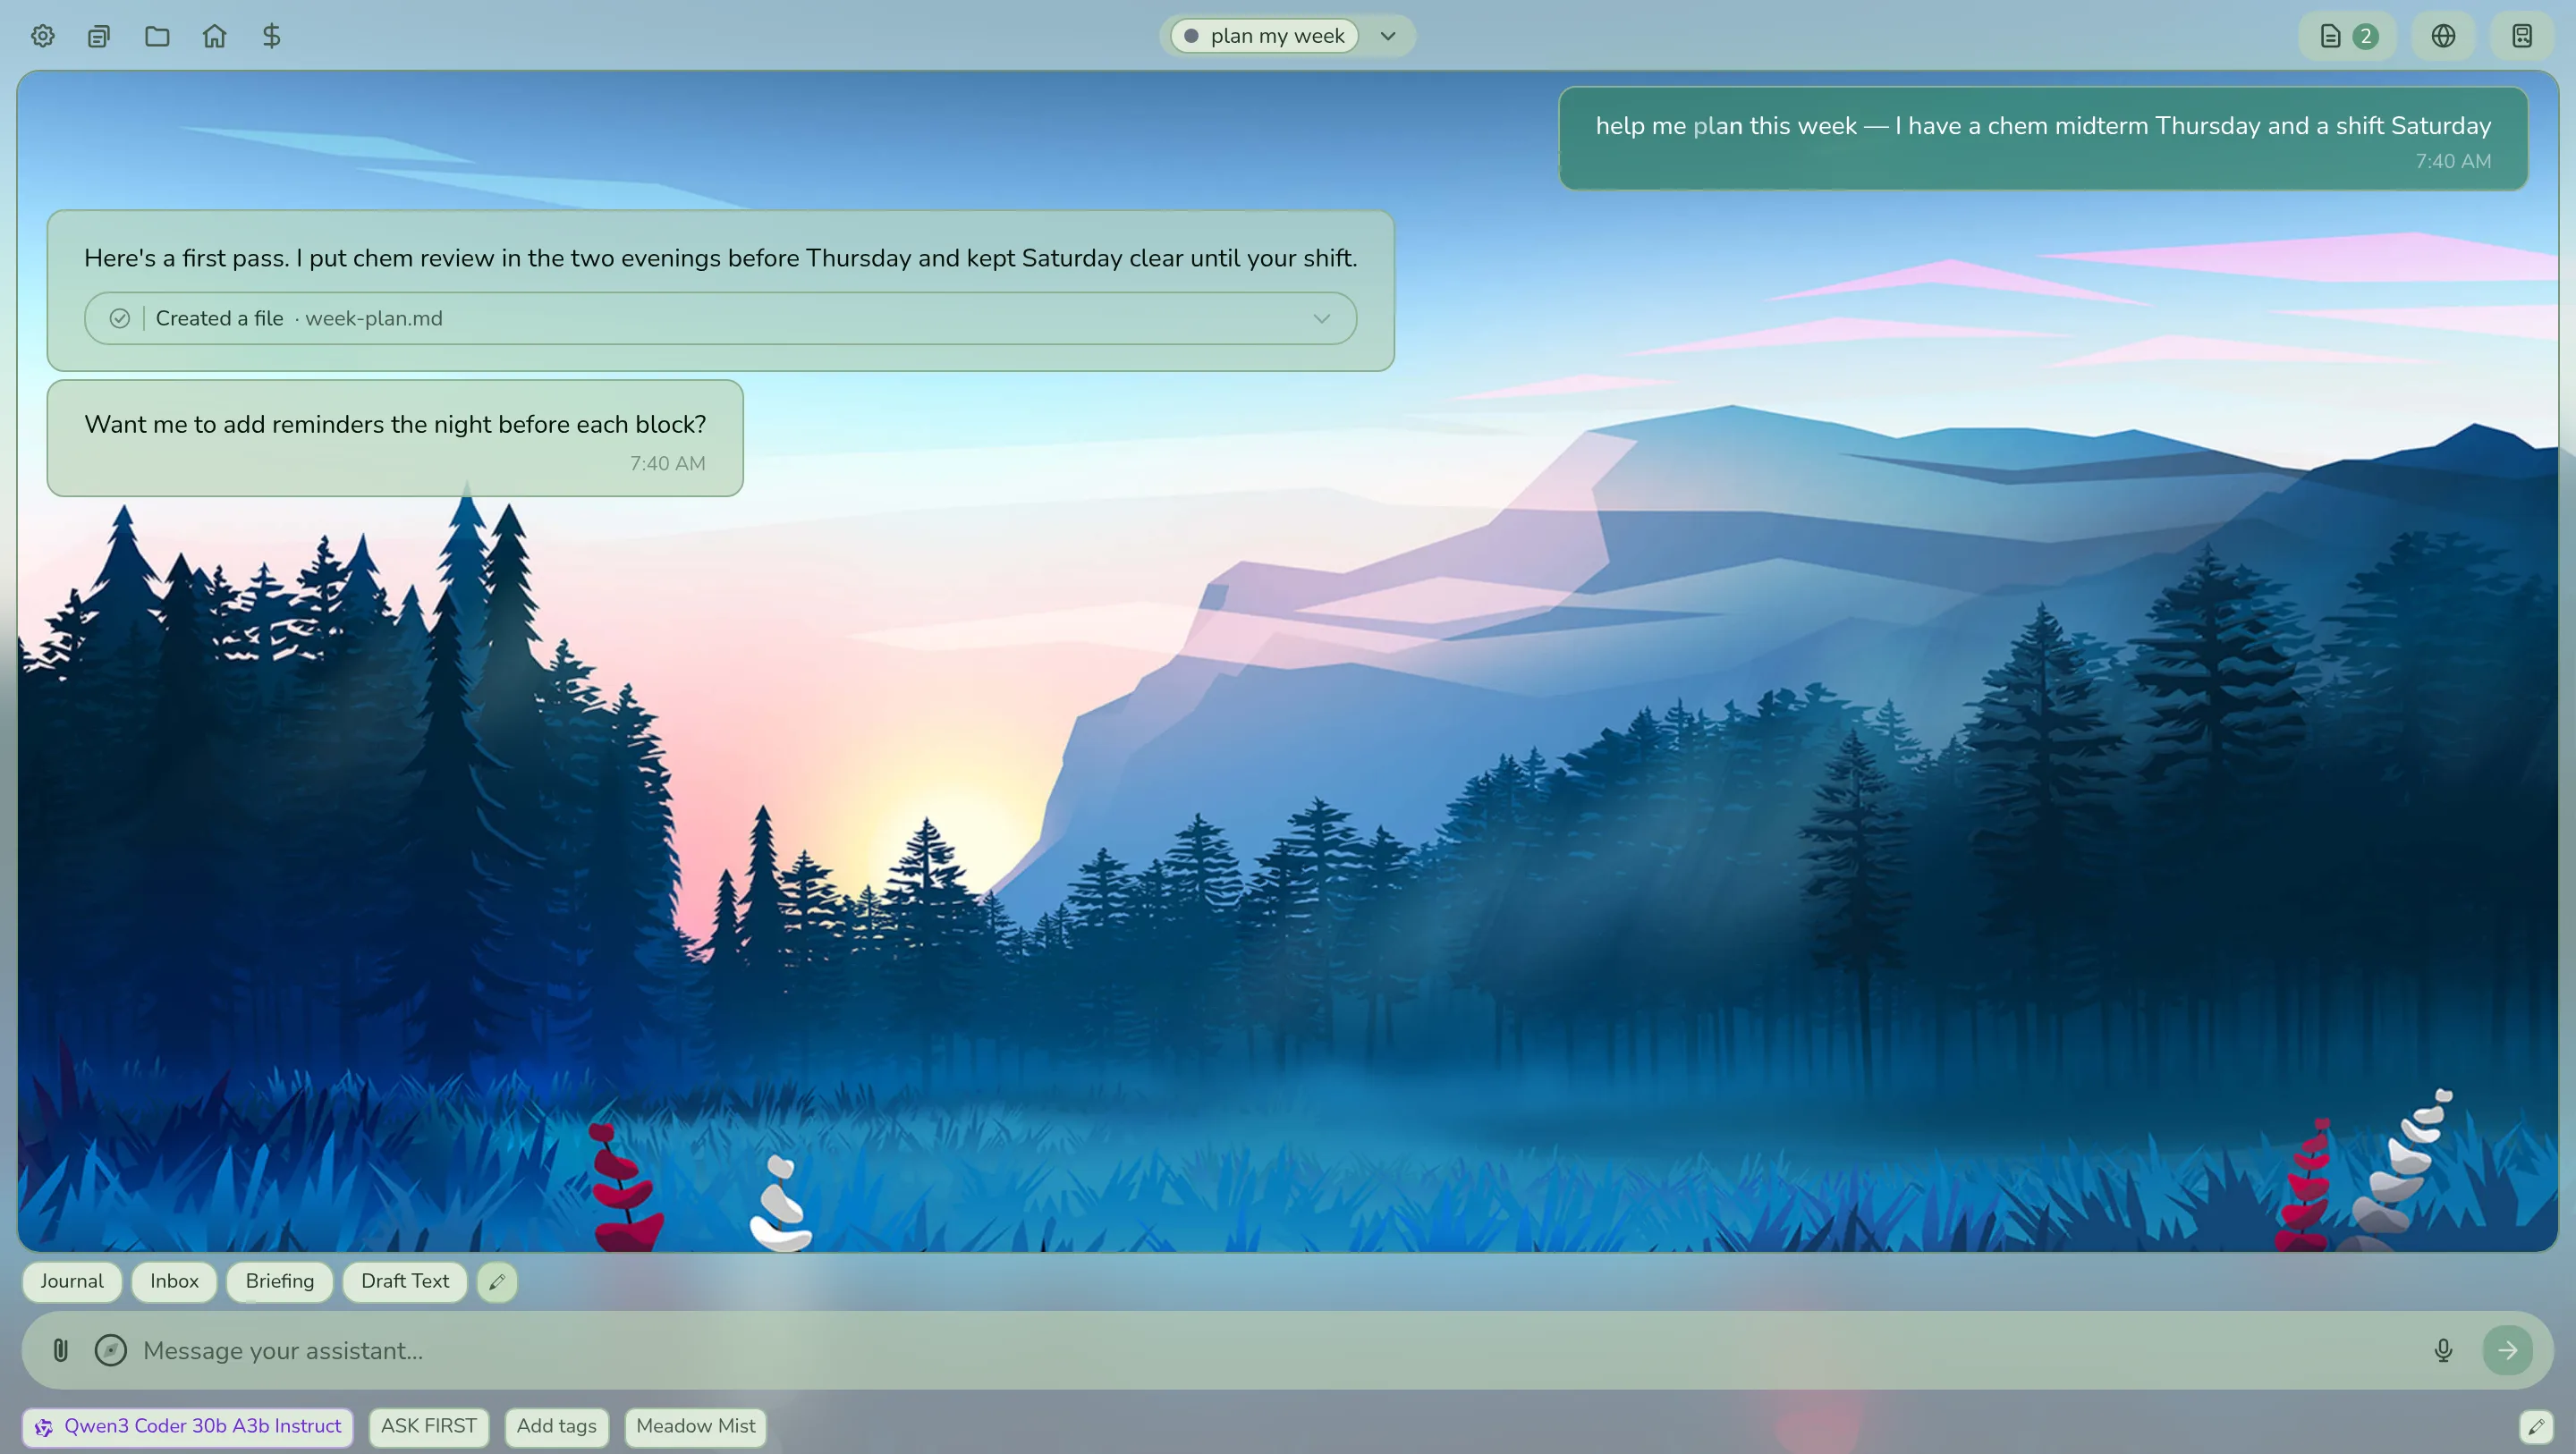 plan my week
2
help me plan this week — I have a chem midterm Thursday and a shift Saturday
7:40 AM
Here's a first pass. I put chem review in the two evenings before Thursday and kept Saturday clear until your shift.
Created a file · week-plan.md
Want me to add reminders the night before each block?
7:40 AM
Journal Inbox Briefing Draft Text
Message your assistant...
Qwen3 Coder 30b A3b Instruct ASK FIRST Add tags Meadow Mist